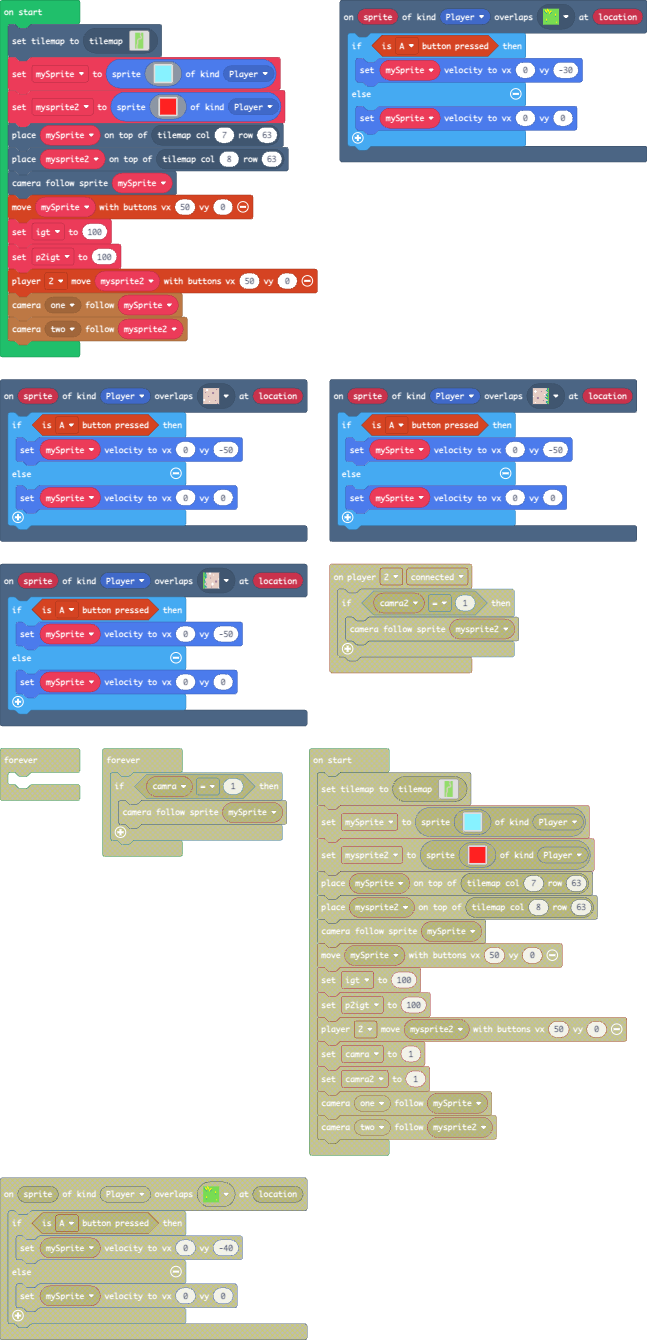 on start
set tilemap to tilemap
set mySprite to sprite of kind Player
set mysprite2 to sprite of kind Player
place mySprite on top of tilemap col 7 row 63
place mysprite2 on top of tilemap col 8 row 63
camera follow sprite mySprite
move mySprite with buttons vx 50 vy 0
set igt to 100
set p2igt to 100
player 2 move mysprite2 with buttons vx 50 vy 0
camera one follow mySprite
camera two follow mysprite2
on sprite of kind Player overlaps at location
if is A button pressed then
set mySprite velocity to vx 0 vy -30
else
set mySprite velocity to vx 0 vy 0
on sprite of kind Player overlaps at location
if is A button pressed then
set mySprite velocity to vx 0 vy -50
else
set mySprite velocity to vx 0 vy 0
on sprite of kind Player overlaps at location
if is A button pressed then
set mySprite velocity to vx 0 vy -50
else
set mySprite velocity to vx 0 vy 0
on sprite of kind Player overlaps at location
if is A button pressed then
set mySprite velocity to vx 0 vy -50
else
set mySprite velocity to vx 0 vy 0
on player 2 connected
if camra2 = 1 then
camera follow sprite mysprite2
forever
forever
if camra = 1 then
camera follow sprite mySprite
on start
set tilemap to tilemap
set mySprite to sprite of kind Player
set mysprite2 to sprite of kind Player
place mySprite on top of tilemap col 7 row 63
place mysprite2 on top of tilemap col 8 row 63
camera follow sprite mySprite
move mySprite with buttons vx 50 vy 0
set igt to 100
set p2igt to 100
player 2 move mysprite2 with buttons vx 50 vy 0
set camra to 1
set camra2 to 1
camera one follow mySprite
camera two follow mysprite2
on sprite of kind Player overlaps at location
if is A button pressed then
set mySprite velocity to vx 0 vy -40
else
set mySprite velocity to vx 0 vy 0